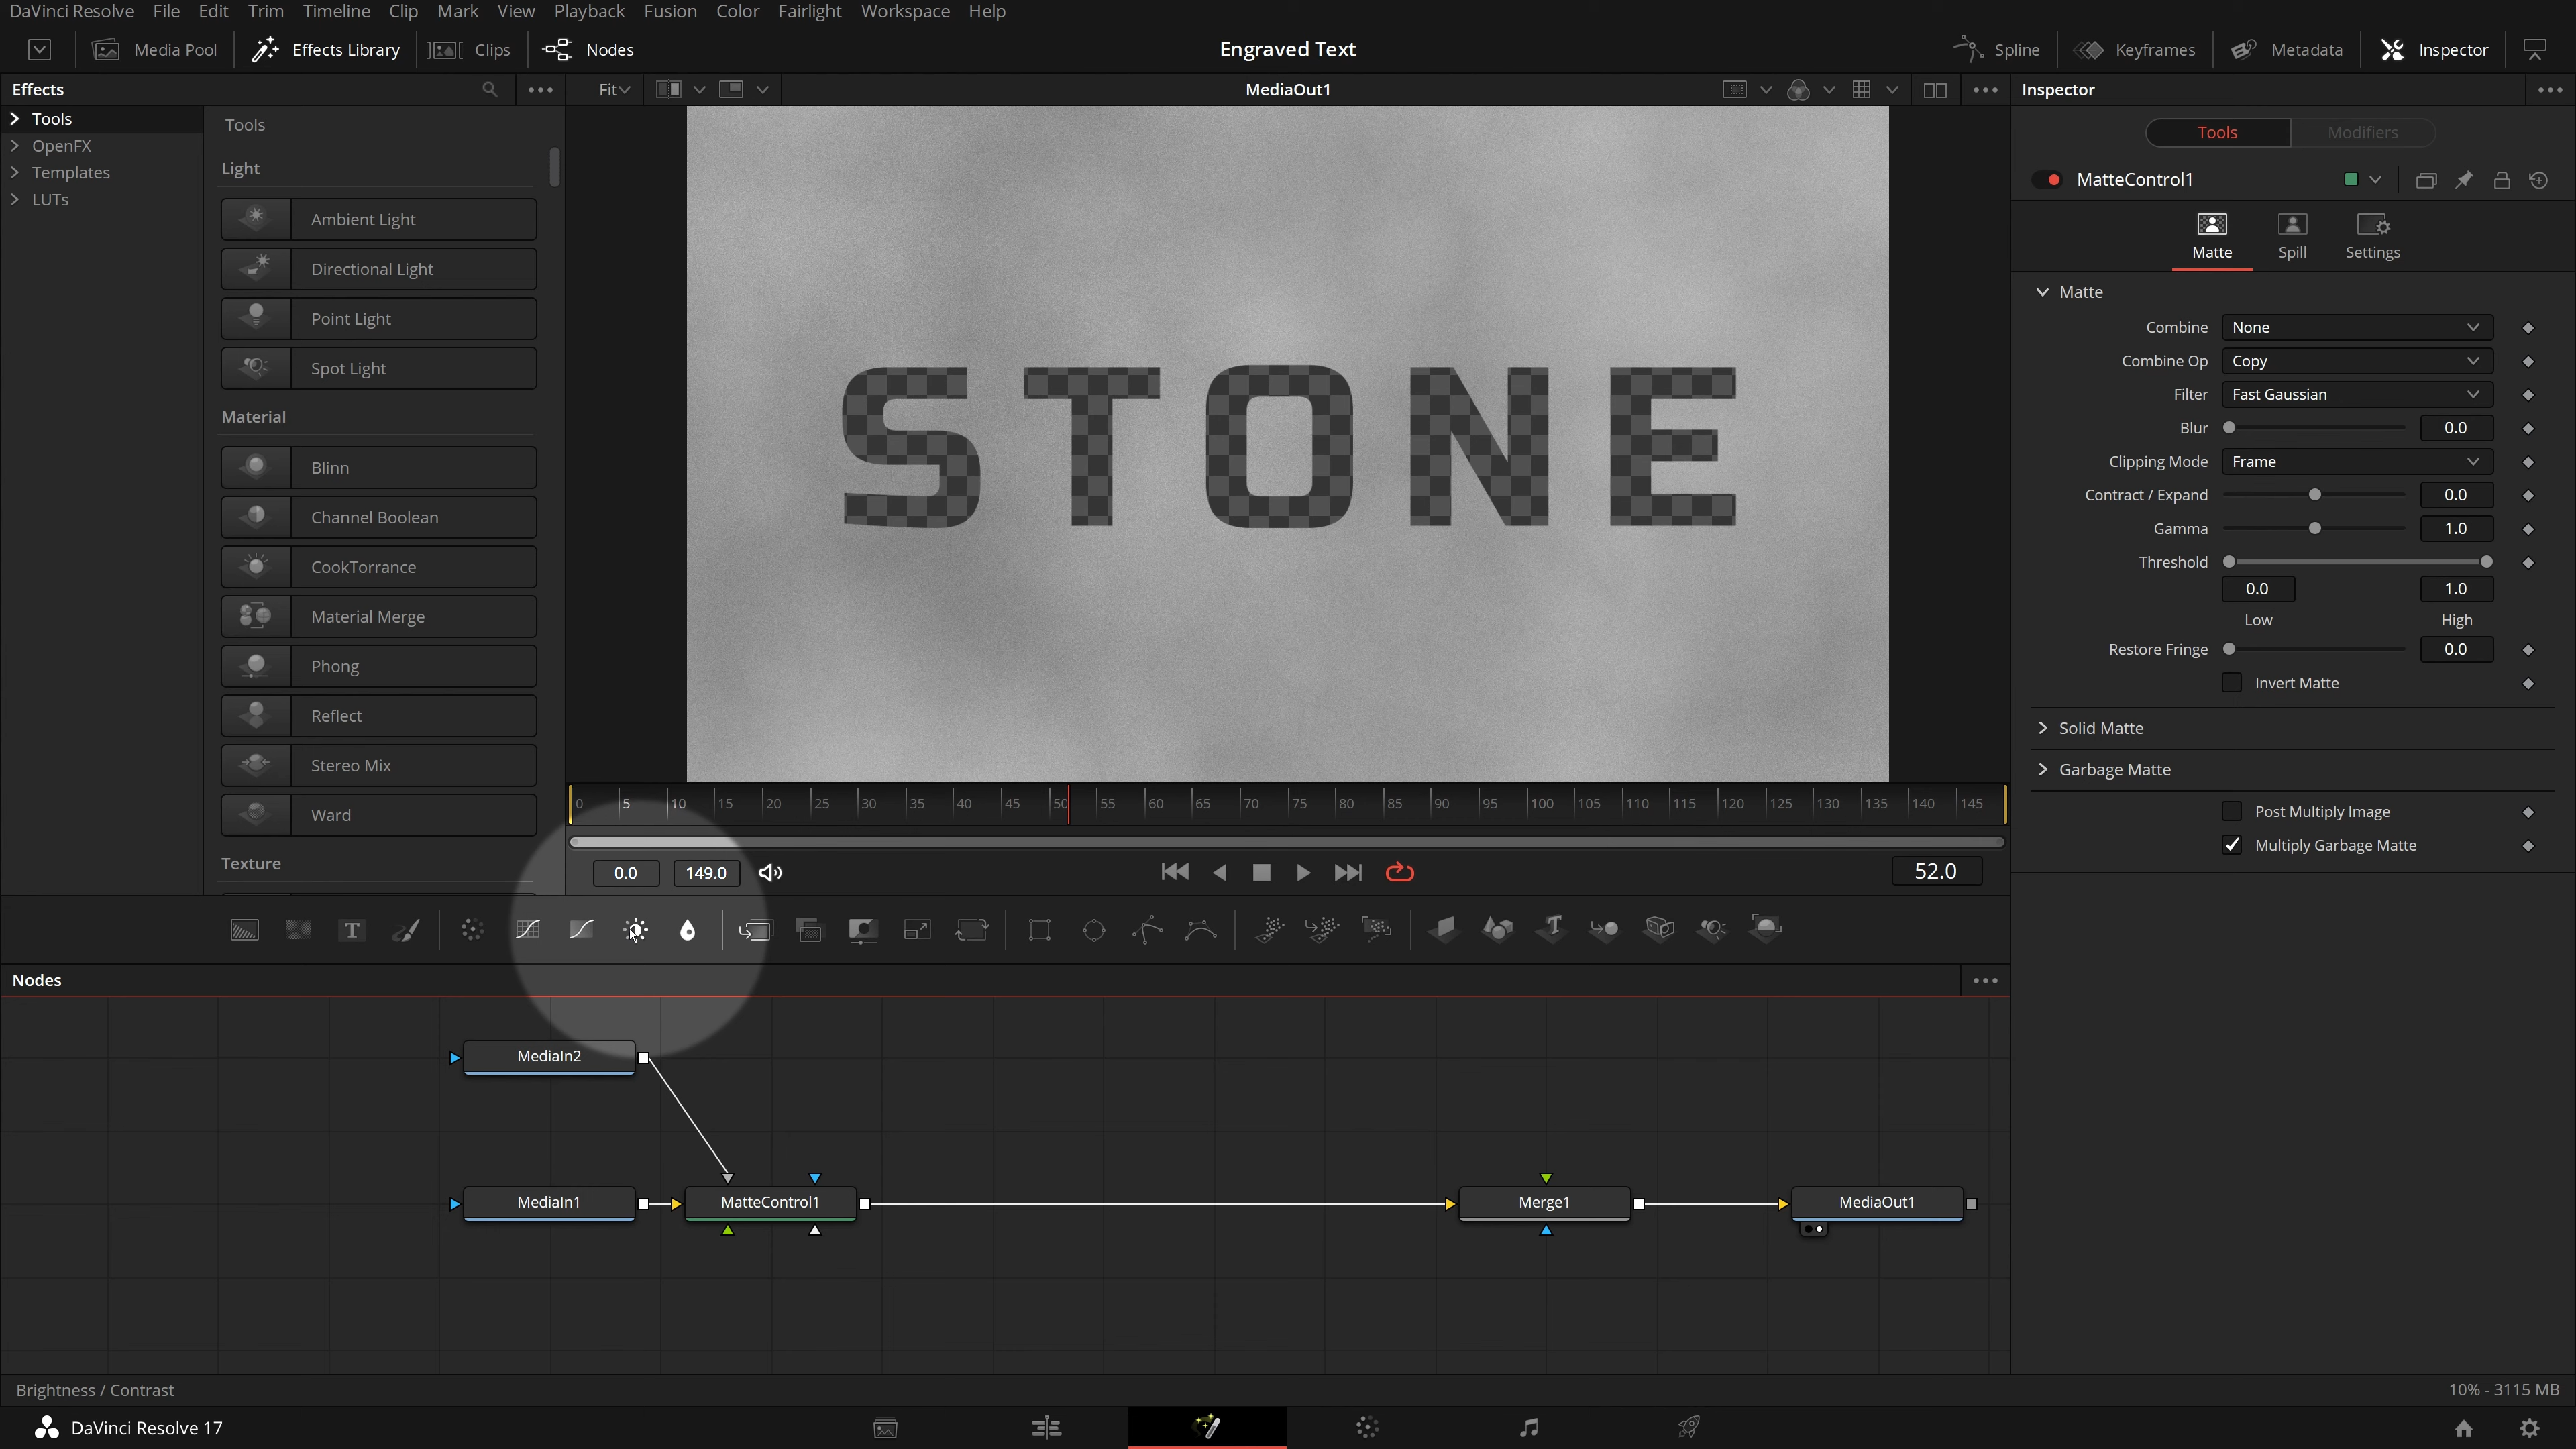 DaVinci Resolve File Edit Trim Timeline Clip Mark View Playback Fusion Color Fairlight Workspace Help
Media Pool Effects Library Clips Nodes Engraved Text Spline Keyframes Metadata Inspector
Effects Fit MediaOut1 Inspector
Tools
OpenFX
Templates
LUTs
Tools
Light
Ambient Light
Directional Light
Point Light
Spot Light
Material
Blinn
Channel Boolean
CookTorrance
Material Merge
Phong
Reflect
Stereo Mix
Ward
Texture
STONE
0 5 10 15 20 25 30 35 40 45 50 55 60 65 70 75 80 85 90 95 100 105 110 115 120 125 130 135 140 145
0.0 149.0 52.0
Tools Modifiers
MatteControl1
Matte Spill Settings
Matte
Combine None
Combine Op Copy
Filter Fast Gaussian
Blur 0.0
Clipping Mode Frame
Contract / Expand 0.0
Gamma 1.0
Threshold
0.0 1.0
Low High
Restore Fringe 0.0
Invert Matte
Solid Matte
Garbage Matte
Post Multiply Image
Multiply Garbage Matte
T
T
Nodes
MediaIn2
MediaIn1 MatteControl1 Merge1 MediaOut1
Brightness / Contrast 10% - 3115 MB
DaVinci Resolve 17